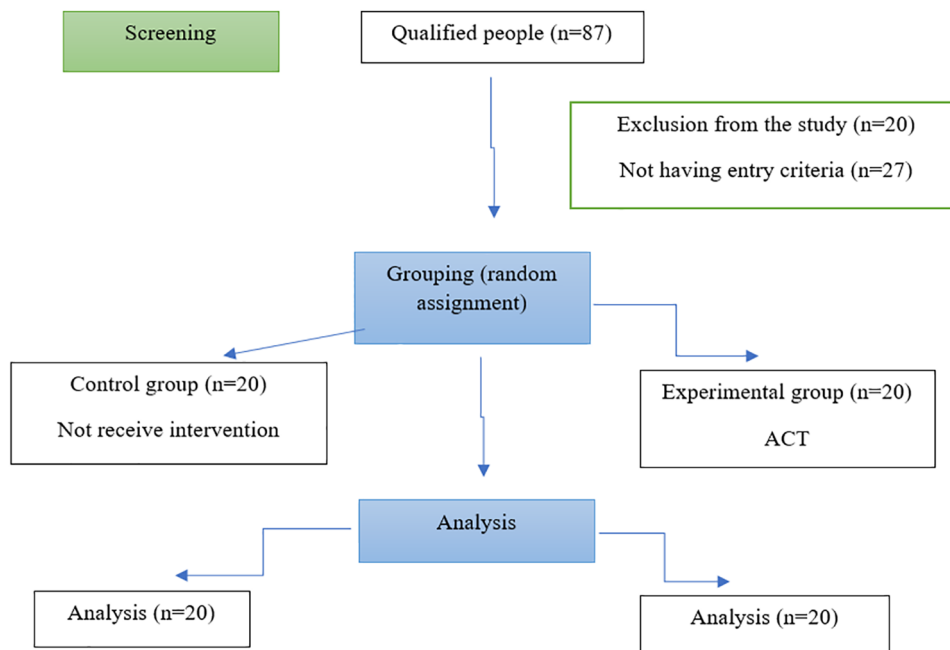 Screening
Qualified people (n=87)
Exclusion from the study (n=20)
Not having entry criteria (n=27)
Grouping (random
assignment)
Control group (n=20)
Not receive intervention
Experimental group (n=20)
ACT
Analysis
Analysis (n=20)
Analysis (n=20)